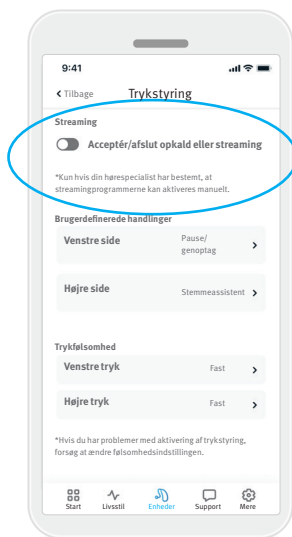 9:41
Tilbage
Trykstyring
Streaming
Acceptér/afslut opkald eller streaming
*Kun hvis din hørespecialist har bestemt, at
streamingprogrammerne kan aktiveres manuelt.
Brugerdefinerede handlinger
Venstre side
Pause/
genoptag
Højre side
Stemmeassistent
Trykfølsomhed
Venstre tryk
Fast
Højre tryk
Fast
*Hvis du har problemer med aktivering af trykstyring,
forsøg at ændre følsomhedsindstillingen.
Start Livsstil Enheder Support Mere